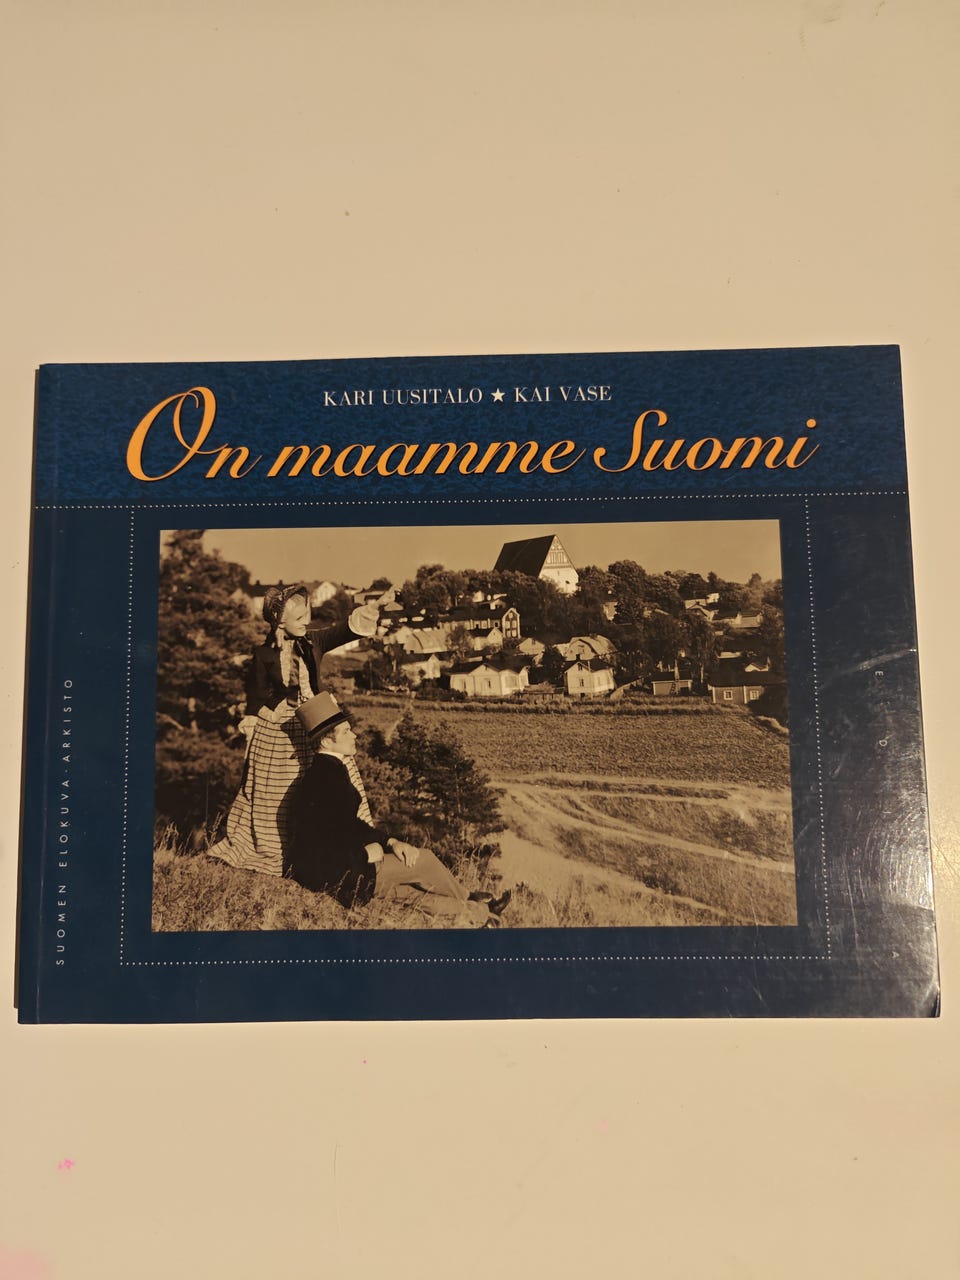 KARI UUSITALO ★ KAI VASE
On maamme Suomi
SUOMEN ELOKUVA-ARKISTO
E D A